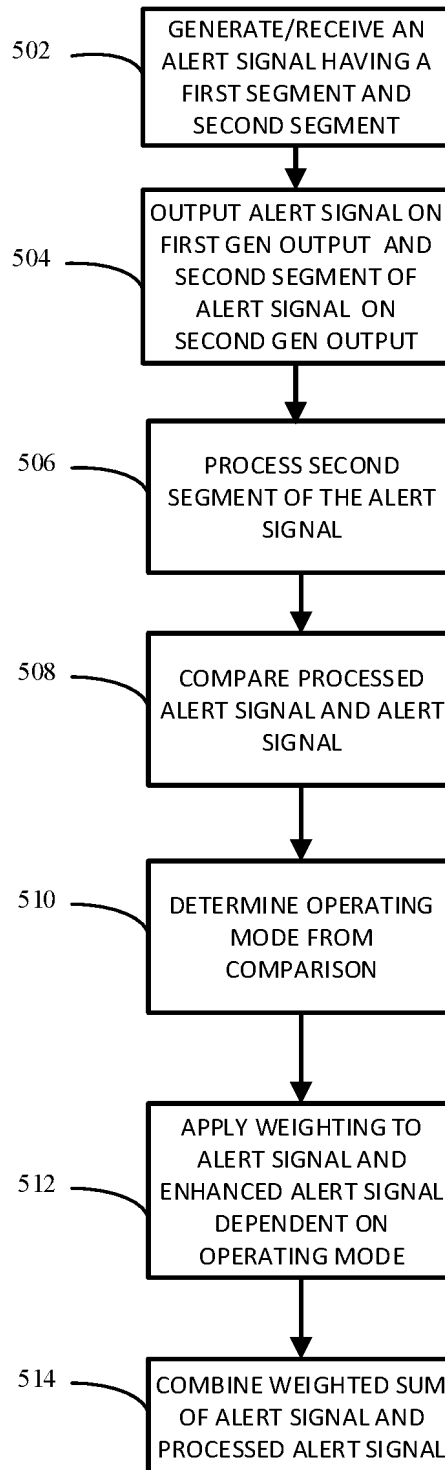 502
GENERATE/RECEIVE AN
ALERT SIGNAL HAVING A
FIRST SEGMENT AND
SECOND SEGMENT
504
OUTPUT ALERT SIGNAL ON
FIRST GEN OUTPUT AND
SECOND SEGMENT OF
ALERT SIGNAL ON
SECOND GEN OUTPUT
506
PROCESS SECOND
SEGMENT OF THE ALERT
SIGNAL
508
COMPARE PROCESSED
ALERT SIGNAL AND ALERT
SIGNAL
510
DETERMINE OPERATING
MODE FROM
COMPARISON
512
APPLY WEIGHTING TO
ALERT SIGNAL AND
ENHANCED ALERT SIGNAL
DEPENDENT ON
OPERATING MODE
514
COMBINE WEIGHTED SUM
OF ALERT SIGNAL AND
PROCESSED ALERT SIGNAL